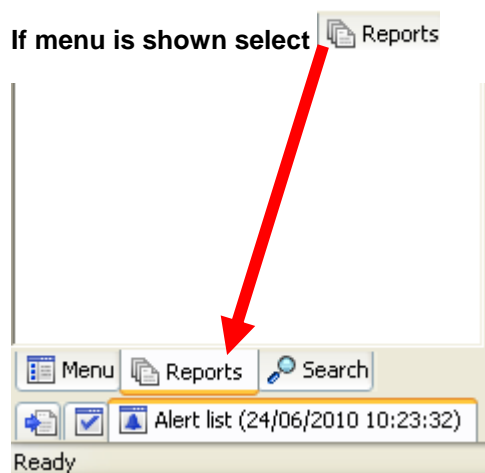 If menu is shown select Reports
Menu Reports Search
Alert list (24/06/2010 10:23:32)
Ready